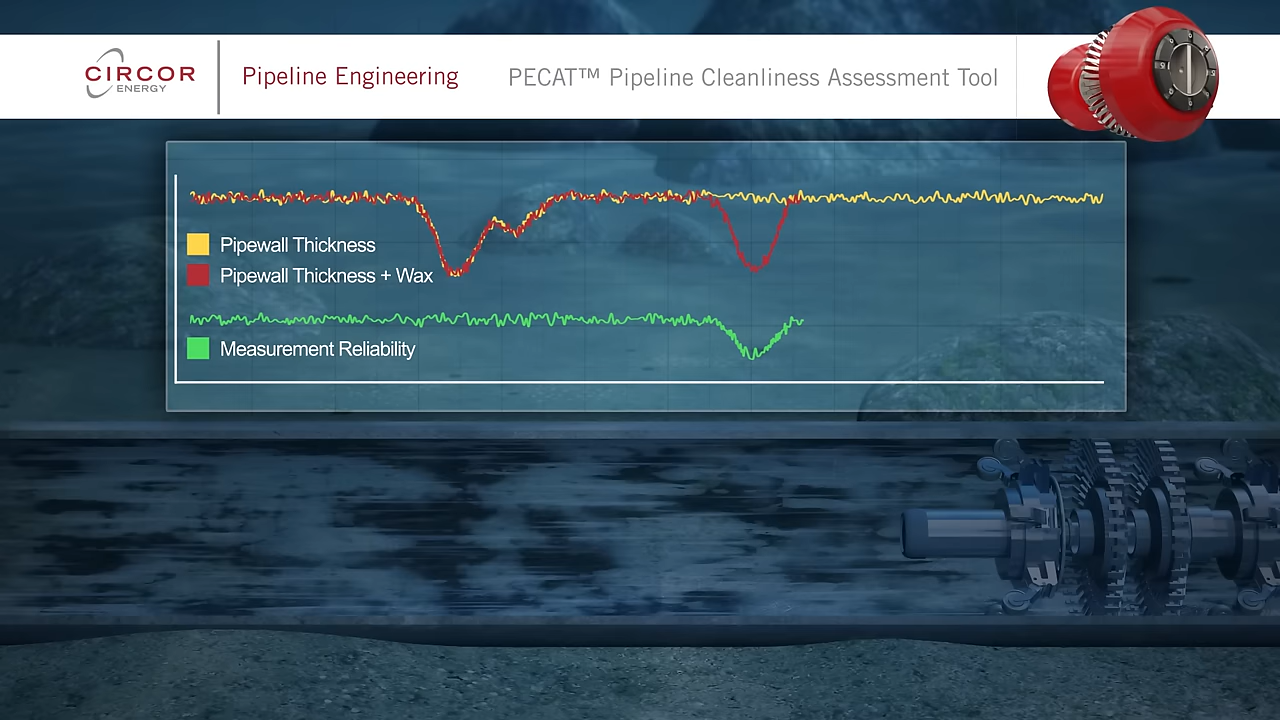 CIRCOR
ENERGY
Pipeline Engineering
PECAT™ Pipeline Cleanliness Assessment Tool
Pipewall Thickness
Pipewall Thickness + Wax
Measurement Reliability